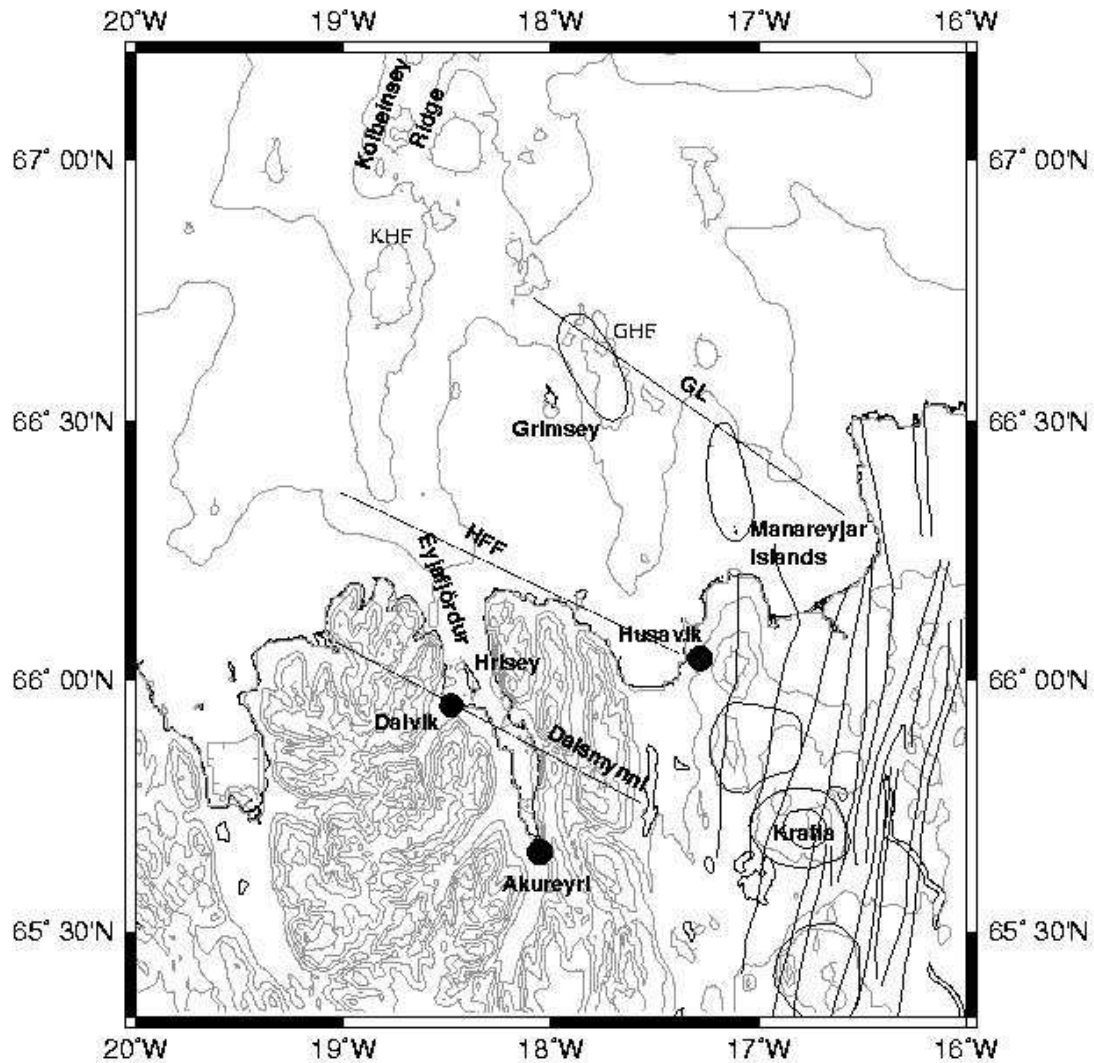 20˚W 19˚W 18˚W 17˚W 16˚W
Kolbeinsey
Ridge
67˚ 00'N 67˚ 00'N
KHF
GHF
GL
66˚ 30'N 66˚ 30'N
Grimsey
Manareyjar
Islands
HFF
Eyjafjördur
Husavik
Hrisey
66˚ 00'N 66˚ 00'N
Dalvik
Dalsmynni
Krafla
Akureyri
65˚ 30'N 65˚ 30'N
20˚W 19˚W 18˚W 17˚W 16˚W